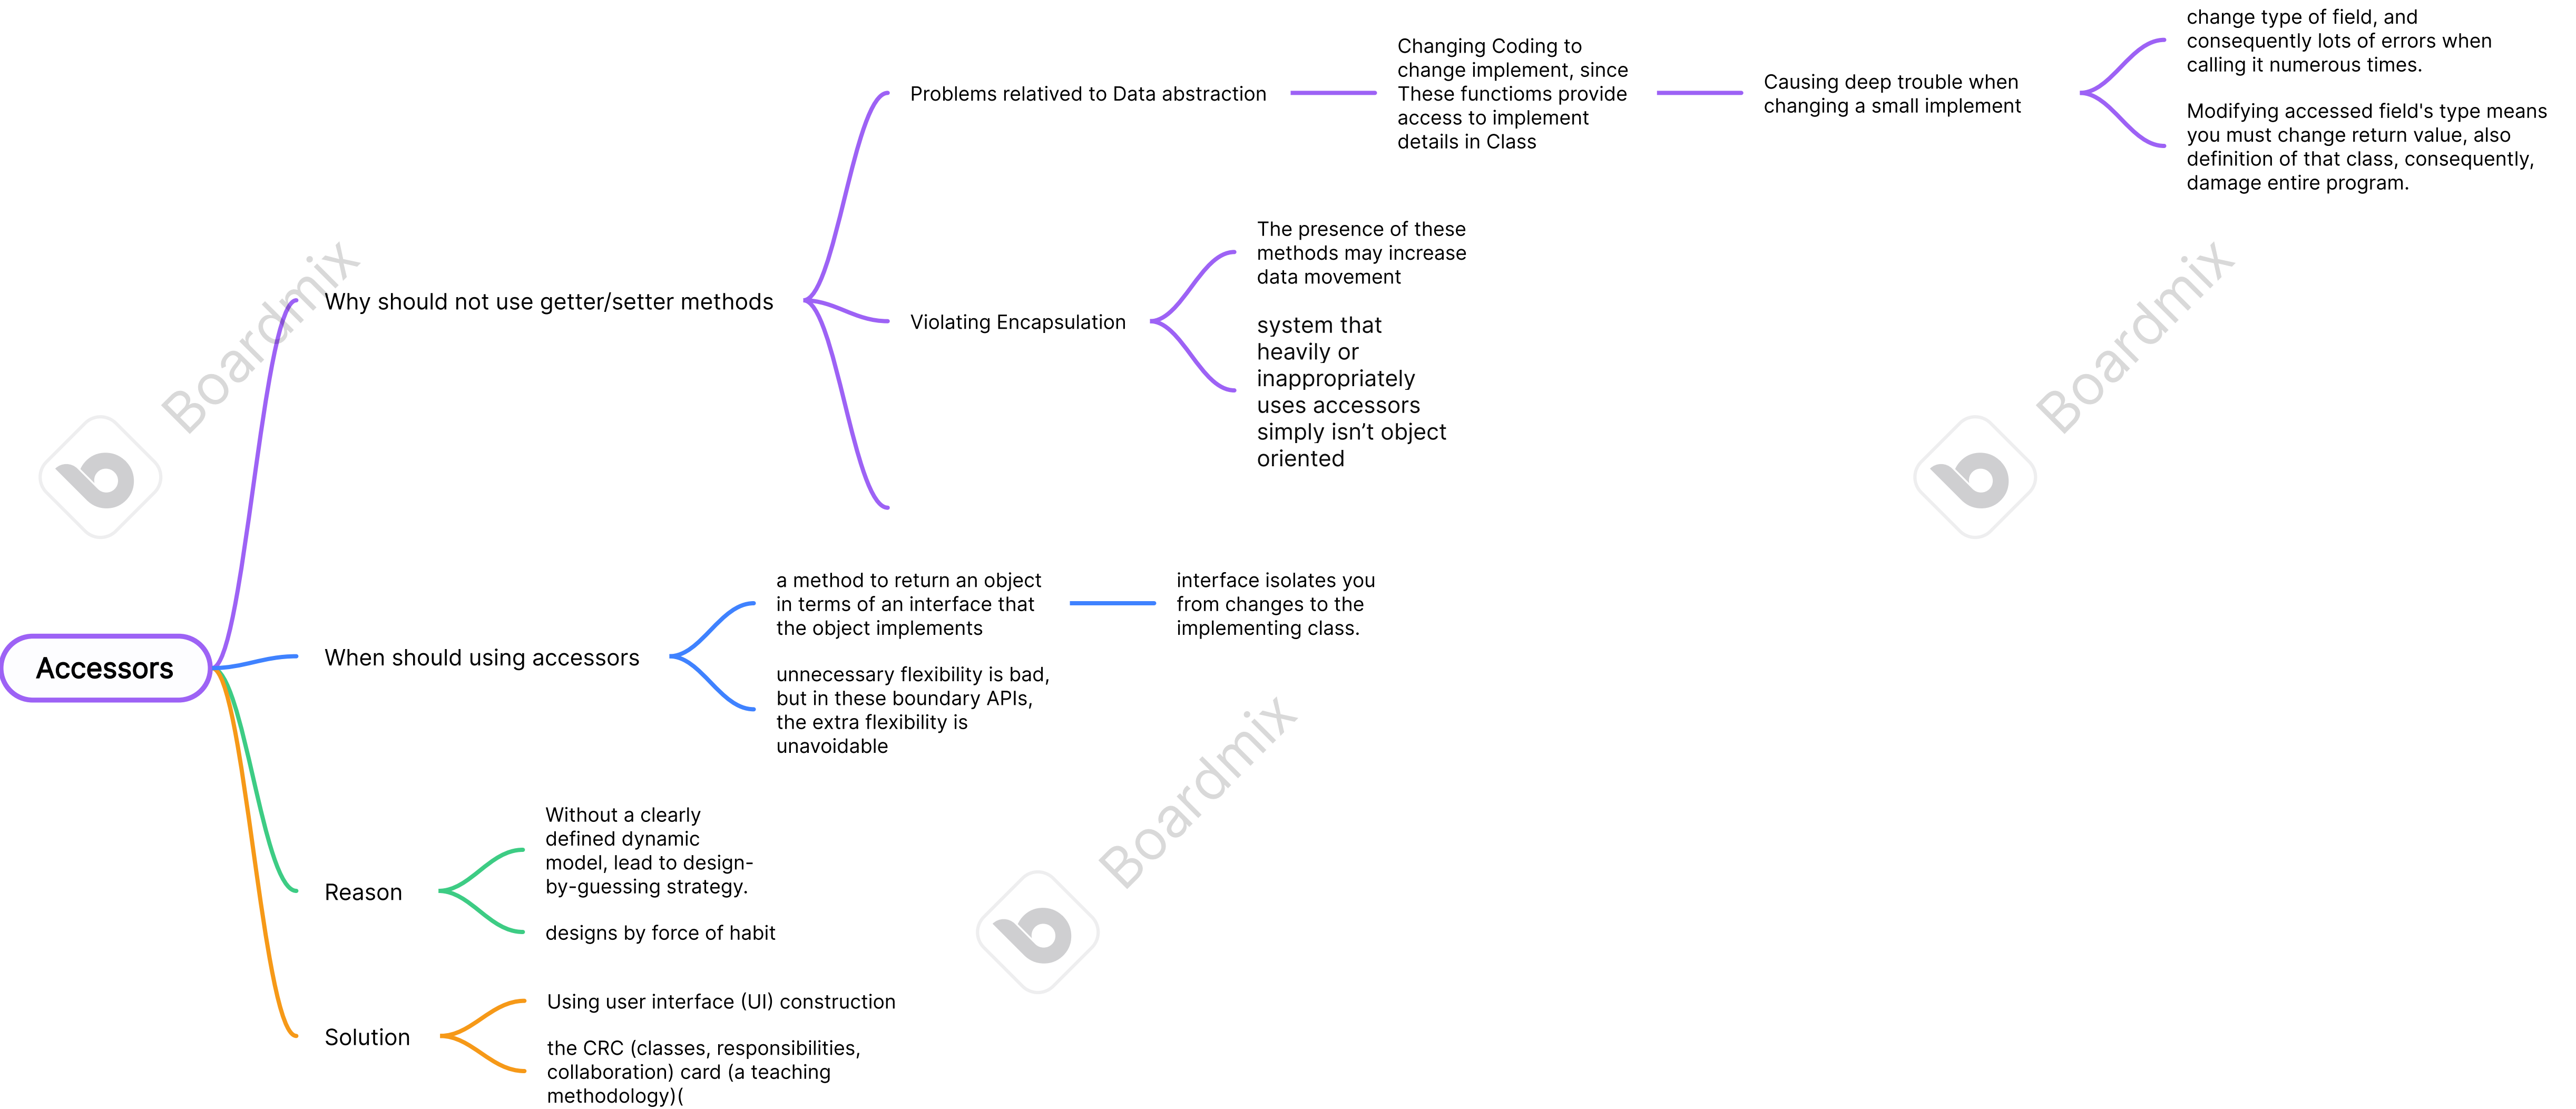 change type of field, and
consequently lots of errors when
calling it numerous times.
Changing Coding to
change implement, since
These functioms provide
access to implement
details in Class
Problems relatived to Data abstraction
Causing deep trouble when
changing a small implement
Modifying accessed field's type means
you must change return value, also
definition of that class, consequently,
damage entire program.
The presence of these
methods may increase
data movement
Why should not use getter/setter methods
Violating Encapsulation
system that
heavily or
inappropriately
uses accessors
simply isn’t object
oriented
a method to return an object
in terms of an interface that
the object implements
interface isolates you
from changes to the
implementing class.
Accessors
When should using accessors
unnecessary flexibility is bad,
but in these boundary APIs,
the extra flexibility is
unavoidable
Without a clearly
defined dynamic
model, lead to design-
by-guessing strategy.
Reason
designs by force of habit
Using user interface (UI) construction
Solution
the CRC (classes, responsibilities,
collaboration) card (a teaching
methodology)(
Boardmix
Boardmix
Boardmix